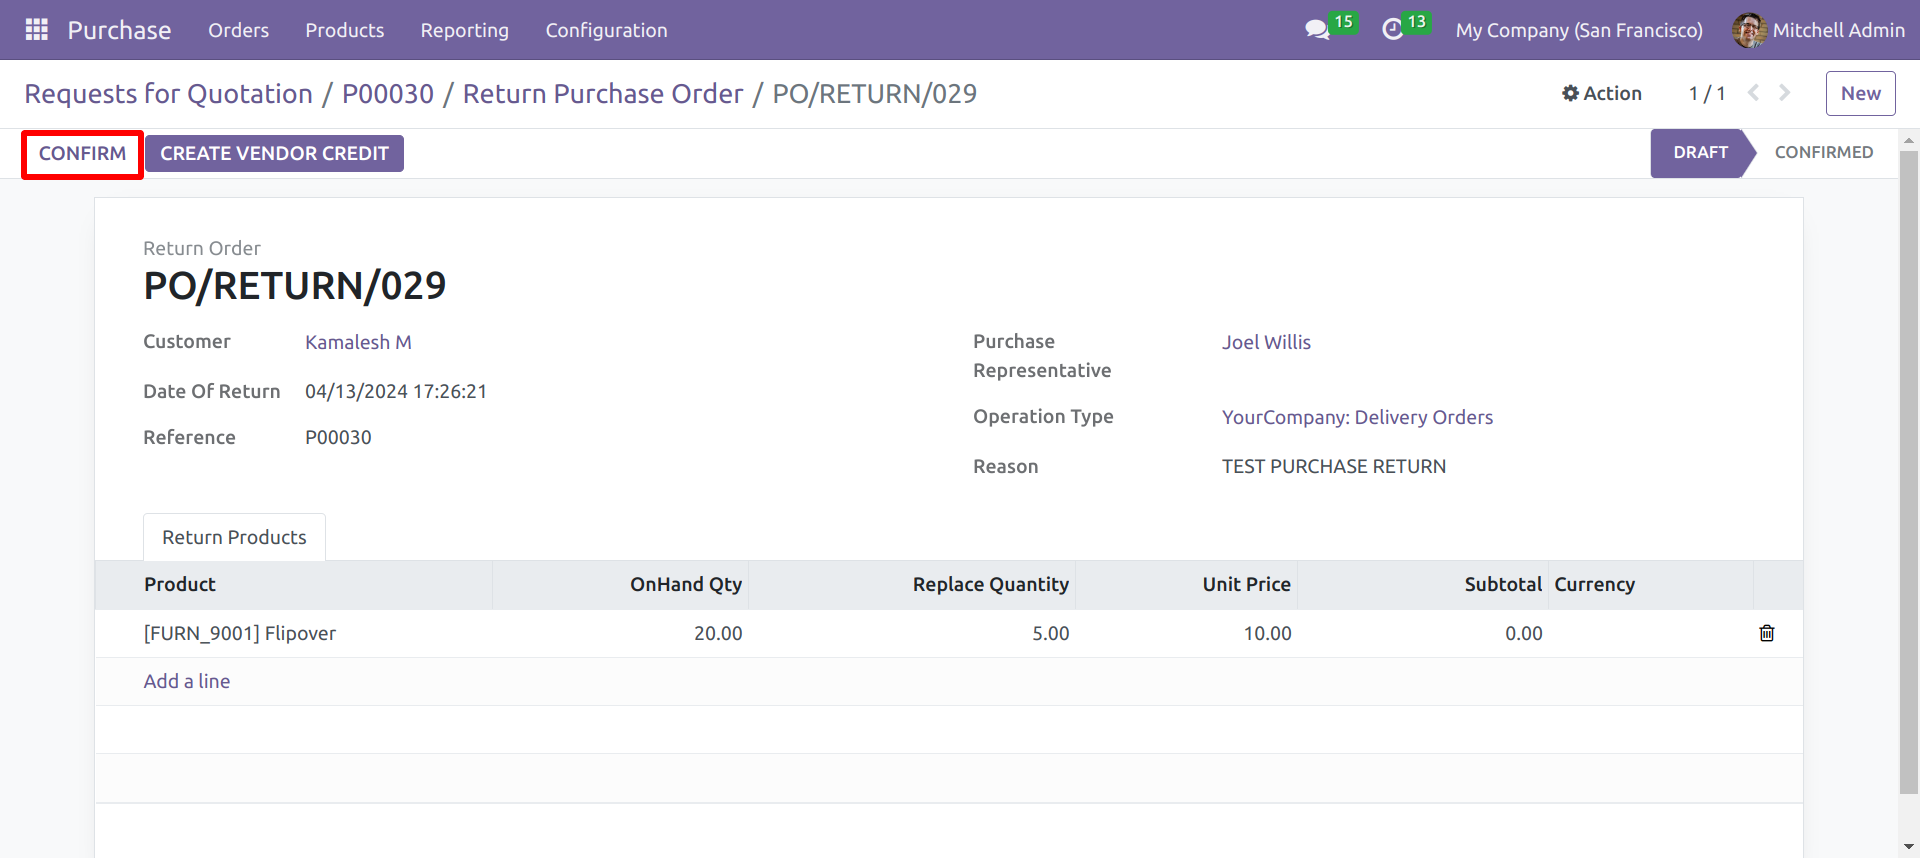 Purchase Orders Products Reporting Configuration 15 13 My Company (San Francisco) Mitchell Admin
Requests for Quotation / P00030 / Return Purchase Order / PO/RETURN/029 Action 1 / 1 New
CONFIRM CREATE VENDOR CREDIT DRAFT CONFIRMED
Return Order
PO/RETURN/029
Customer Kamalesh M
Purchase Representative Joel Willis
Date Of Return 04/13/2024 17:26:21
Operation Type YourCompany: Delivery Orders
Reference P00030
Reason TEST PURCHASE RETURN
Return Products
Product OnHand Qty Replace Quantity Unit Price Subtotal Currency
[FURN_9001] Flipover 20.00 5.00 10.00 0.00
Add a line